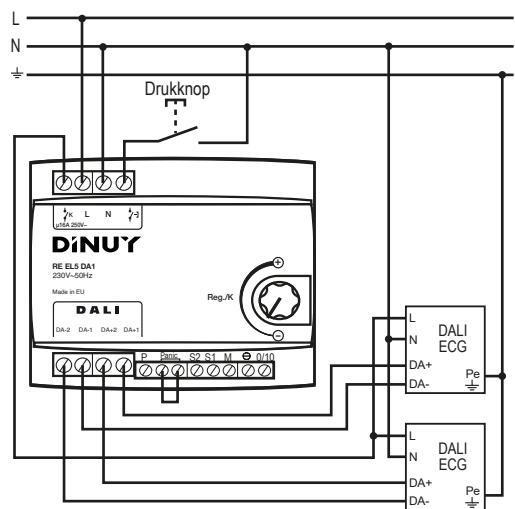 L
N
Drukknop
K L N
µ16A 250V~
DiNUY
RE EL5 DA1
230V~50Hz
Made in EU
Reg./K
DALI
DA-2 DA-1 DA+2 DA+1
P Panic S2 S1 M 0/10
L
N
DA+
DA-
DALI
ECG
Pe
L
N
DA+
DA-
DALI
ECG
Pe